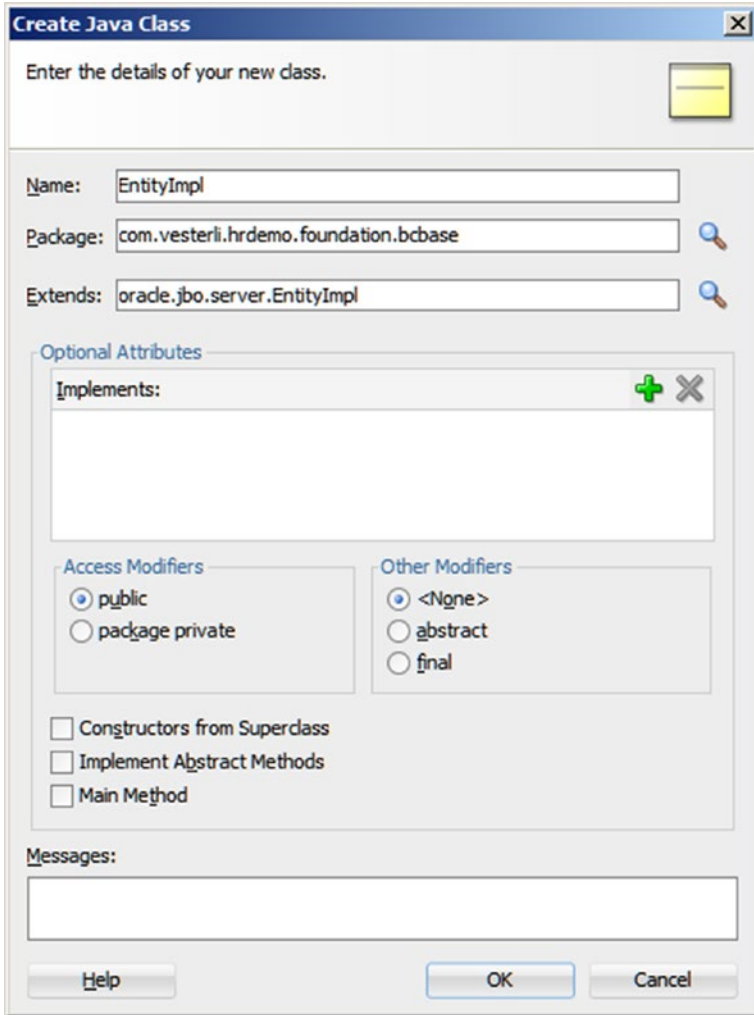 Create Java Class
Enter the details of your new class.
Name: EntityImpl
Package: com.vesterli.hrdemo.foundation.bcbase
Extends: oracle.jbo.server.EntityImpl
Optional Attributes
Implements:
Access Modifiers
public
package private
Other Modifiers
<None>
abstract
final
Constructors from Superclass
Implement Abstract Methods
Main Method
Messages:
Help OK Cancel